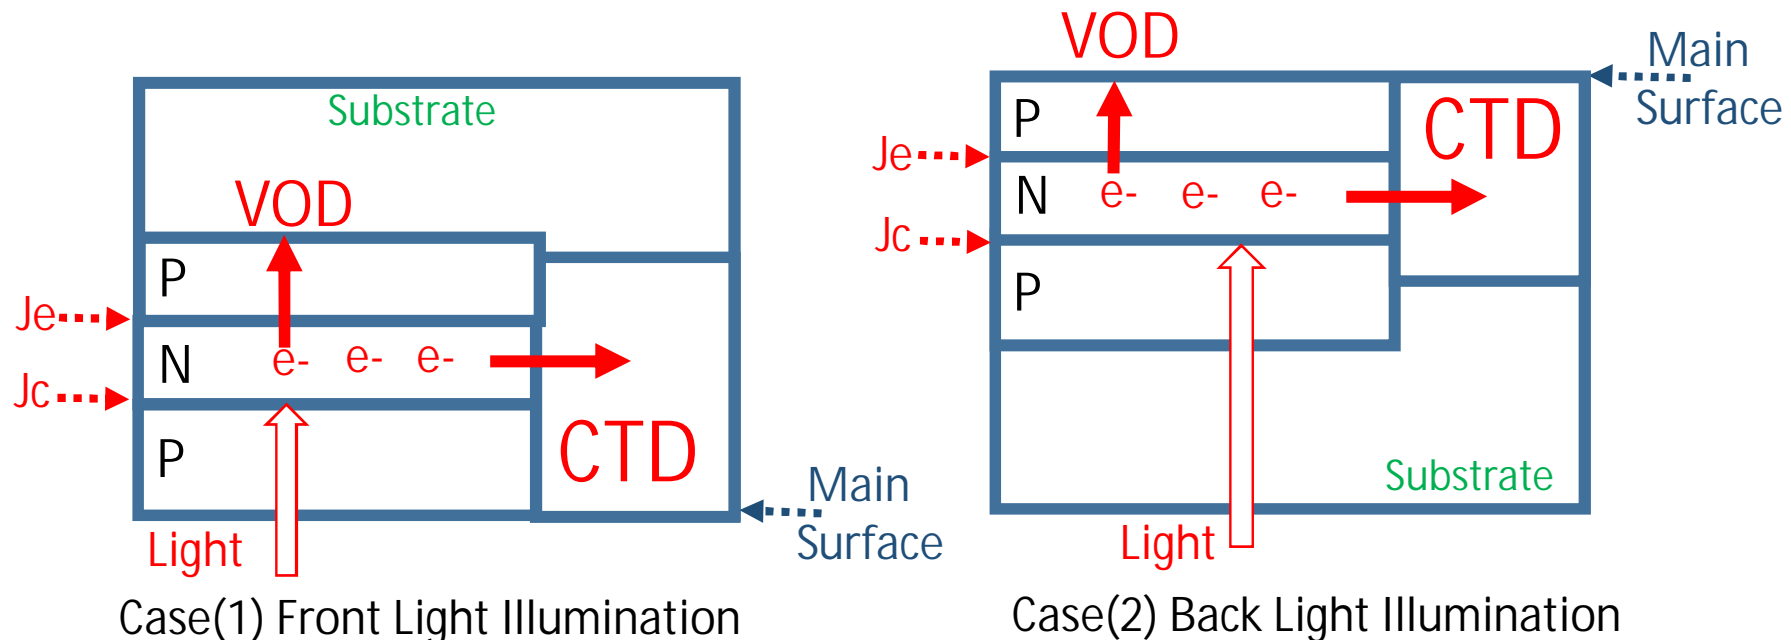 Substrate
VOD
P
Je
N e- e- e-
Jc
P
CTD
Main
Surface
Light
Case(1) Front Light Illumination
VOD
Main
Surface
P
CTD
Je
N e- e- e-
Jc
P
Substrate
Light
Case(2) Back Light Illumination